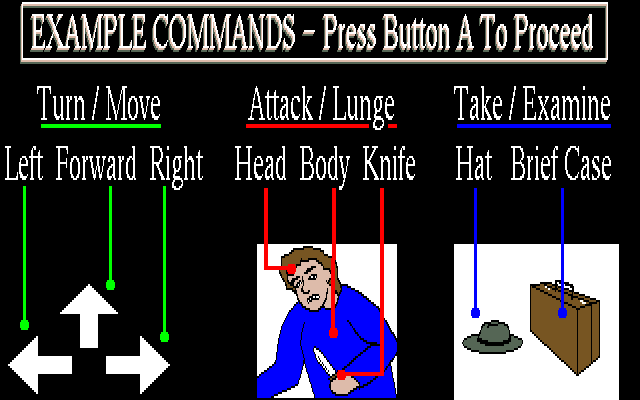 EXAMPLE COMMANDS - Press Button A To Proceed
Turn / Move
Attack / Lunge
Take / Examine
Left Forward Right
Head Body Knife
Hat Brief Case